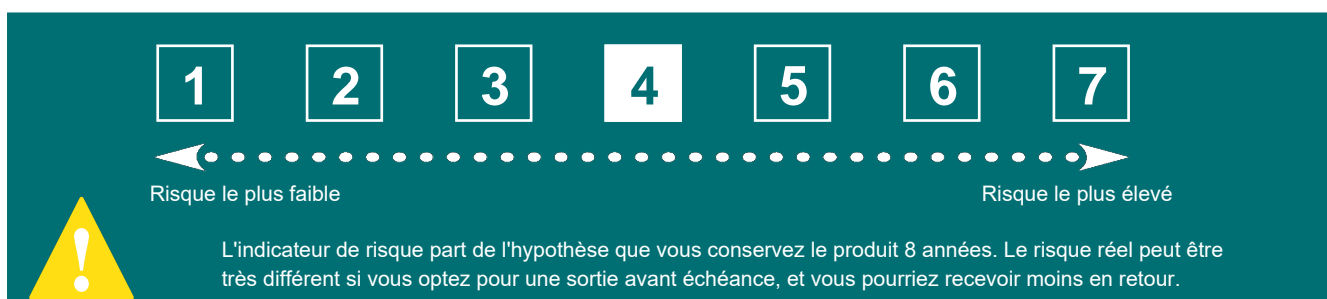 1 2 3 4 5 6 7
Risque le plus faible Risque le plus élevé
!
L'indicateur de risque part de l'hypothèse que vous conservez le produit 8 années. Le risque réel peut être
très différent si vous optez pour une sortie avant échéance, et vous pourriez recevoir moins en retour.